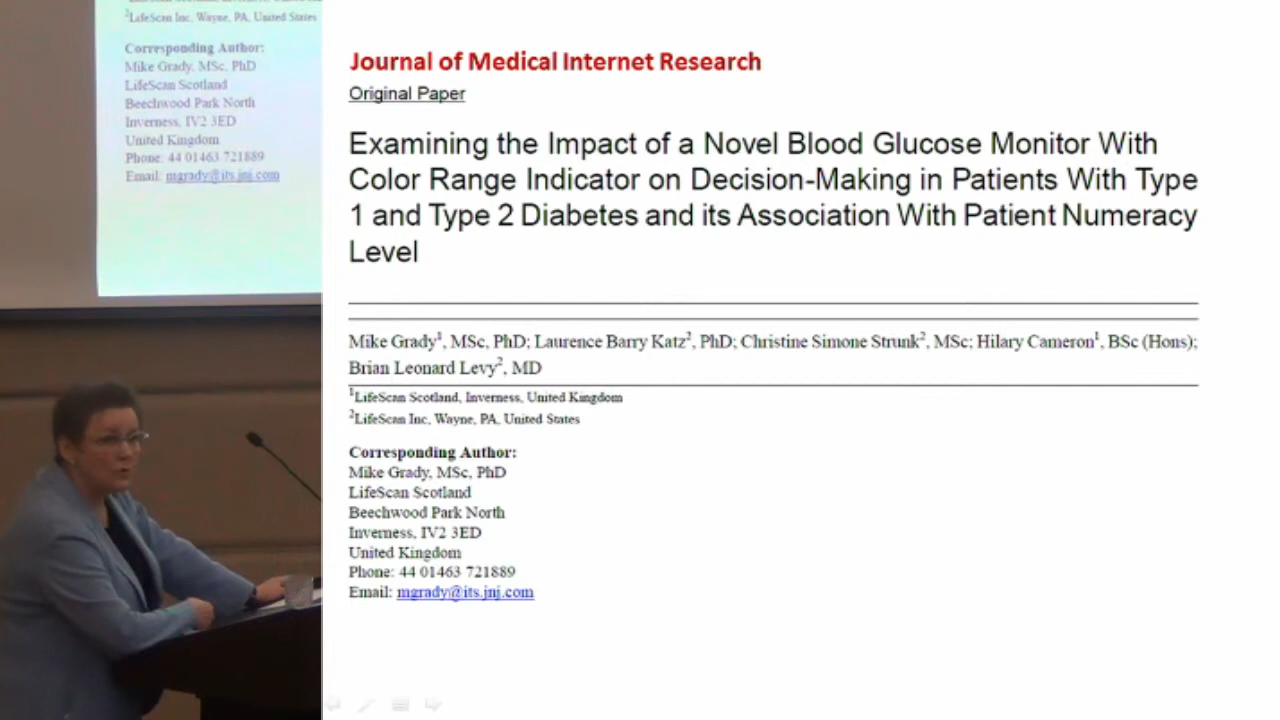 2LifeScan Inc, Wayne, PA, United States
Corresponding Author:
Mike Grady, MSc, PhD
LifeScan Scotland
Beechwood Park North
Inverness, IV2 3ED
United Kingdom
Phone: 44 01463 721889
Email: mgrady@its.jnj.com
Journal of Medical Internet Research
Original Paper
Examining the Impact of a Novel Blood Glucose Monitor With
Color Range Indicator on Decision-Making in Patients With Type
1 and Type 2 Diabetes and its Association With Patient Numeracy
Level
Mike Grady1, MSc, PhD; Laurence Barry Katz2, PhD; Christine Simone Strunk2, MSc; Hilary Cameron1, BSc (Hons);
Brian Leonard Levy2, MD
1LifeScan Scotland, Inverness, United Kingdom
2LifeScan Inc, Wayne, PA, United States
Corresponding Author:
Mike Grady, MSc, PhD
LifeScan Scotland
Beechwood Park North
Inverness, IV2 3ED
United Kingdom
Phone: 44 01463 721889
Email: mgrady@its.jnj.com